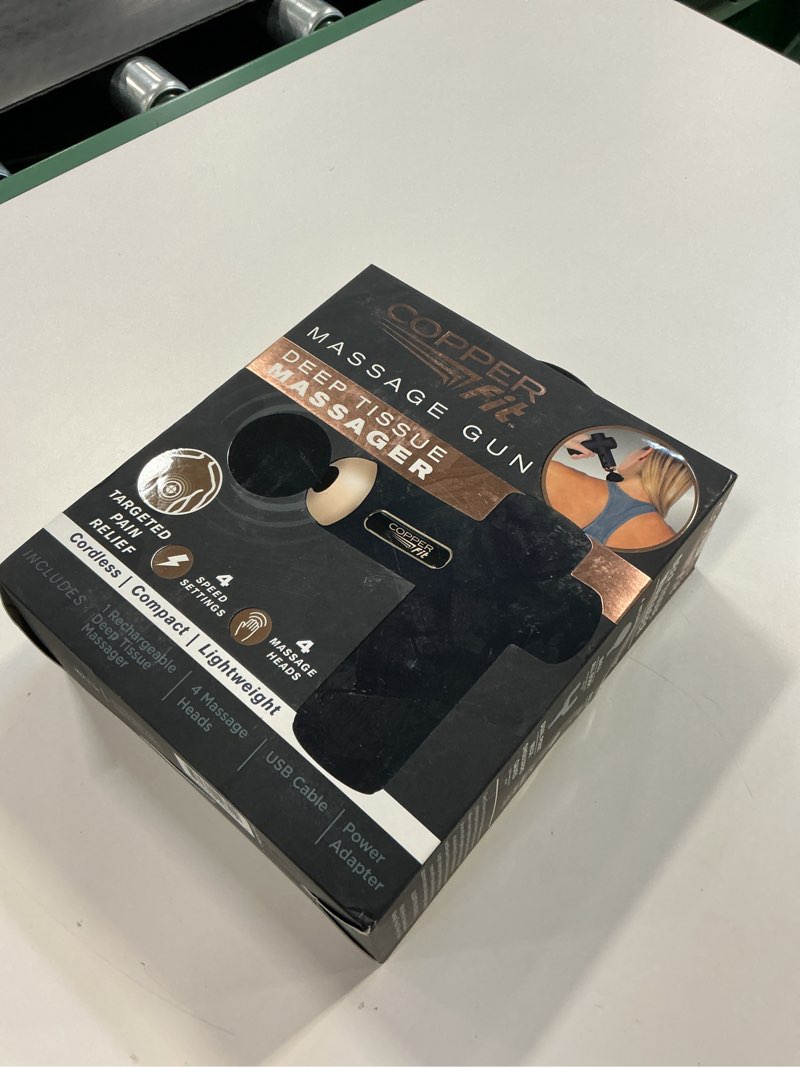 COPPER
Fit™
MASSAGE GUN
DEEP TISSUE
MASSAGER
COPPER
Fit
TARGETED
PAIN
RELIEF
4
SPEED
SETTINGS
4
MASSAGE
HEADS
Cordless | Compact | Lightweight
INCLUDES:
1 Rechargeable
Deep Tissue
Massager
4 Massage
Heads
USB Cable
Power
Adapter